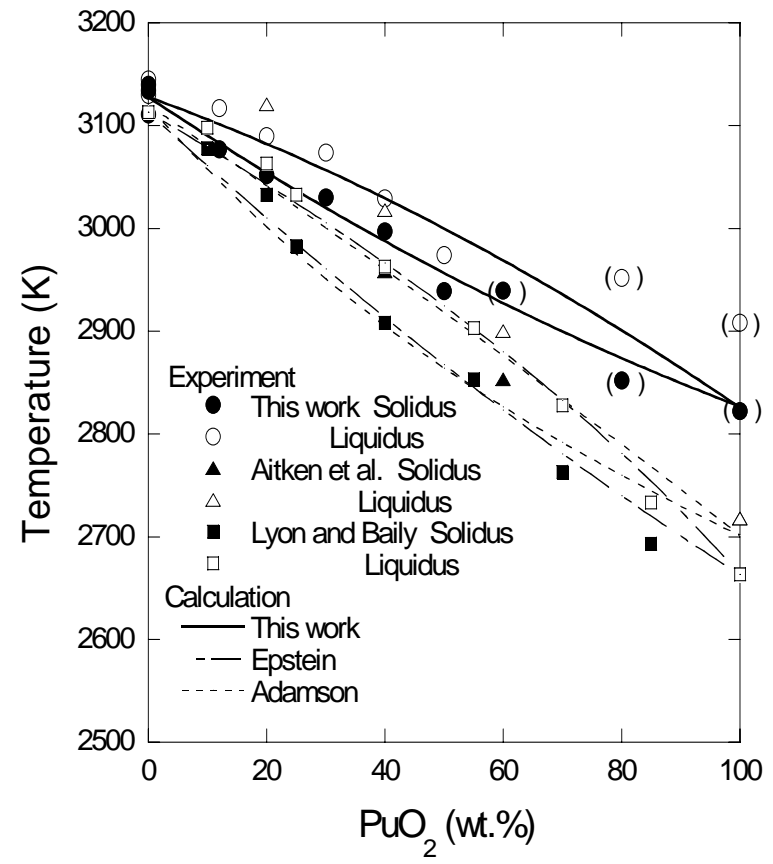 3200
3100
3000
2900
2800
2700
2600
2500
Temperature (K)
( )
( )
( )
( )
( )
Experiment
This work Solidus
Liquidus
Aitken et al. Solidus
Liquidus
Lyon and Baily Solidus
Liquidus
Calculation
This work
Epstein
Adamson
0 20 40 60 80 100
PuO2 (wt.%)